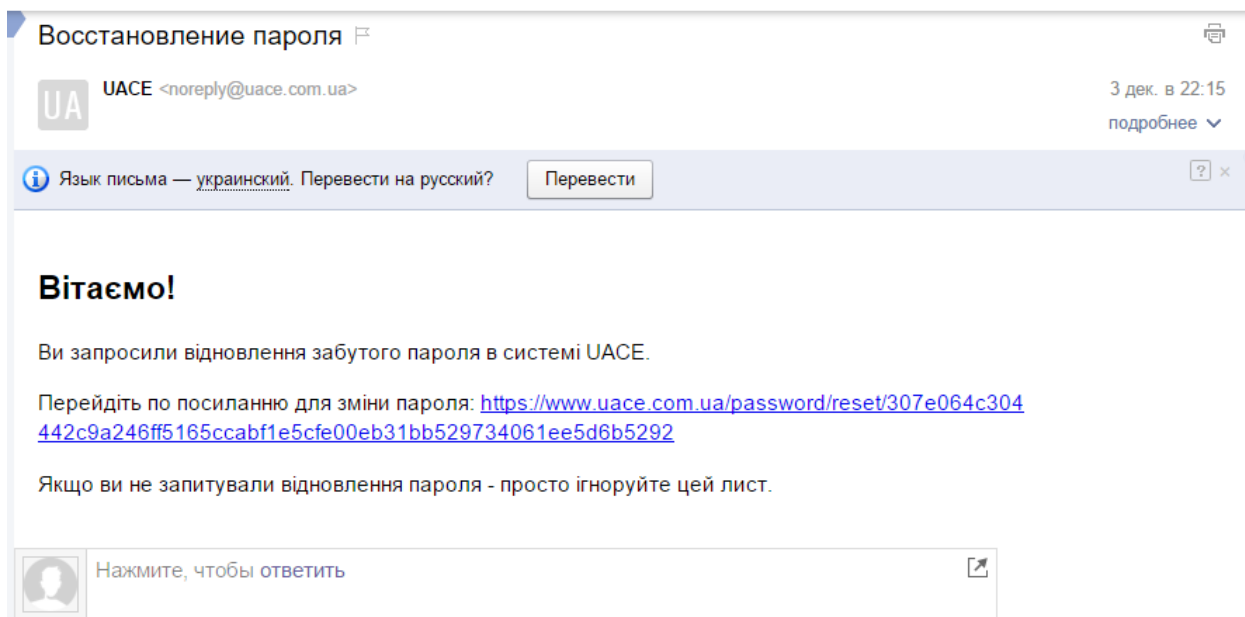 Восстановление пароля
UA
UACE <noreply@uace.com.ua>
3 дек. в 22:15
подробнее
Язык письма — украинский. Перевести на русский?
Перевести
?
×
Вітаємо!
Ви запросили відновлення забутого пароля в системі UACE.
Перейдіть по посиланню для зміни пароля: https://www.uace.com.ua/password/reset/307e064c304
442c9a246ff5165ccabf1e5cfe00eb31bb529734061ee5d6b5292
Якщо ви не запитували відновлення пароля - просто ігноруйте цей лист.
Нажмите, чтобы ответить